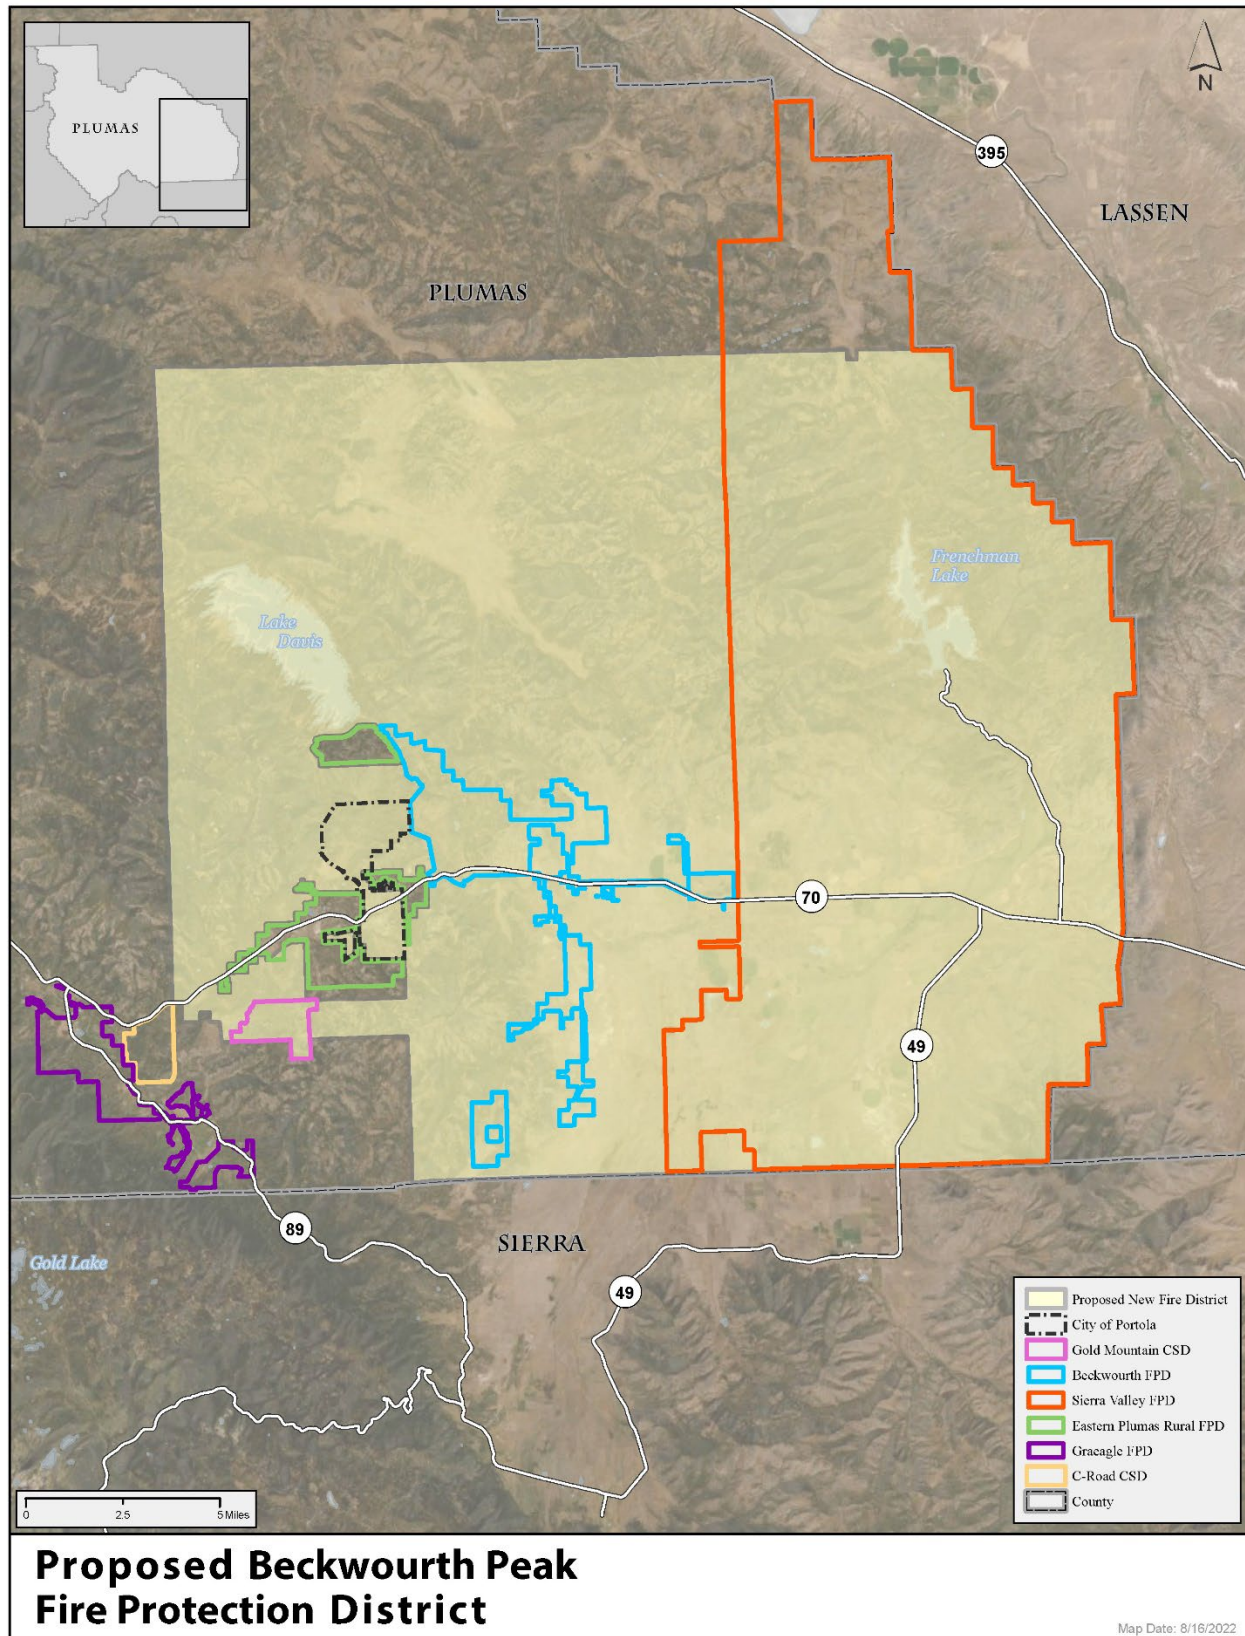 PLUMAS
N
395
LASSEN
PLUMAS
Frenchman
Lake
Lake
Davis
70
49
89
SIERRA
Gold Lake
49
Proposed New Fire District
City of Portola
Gold Mountain CSD
Beckwourth FPD
Sierra Valley FPD
Eastern Plumas Rural FPD
Graeagle FPD
C-Road CSD
County
0 2.5 5 Miles
Proposed Beckwourth Peak
Fire Protection District
Map Date: 8/16/2022